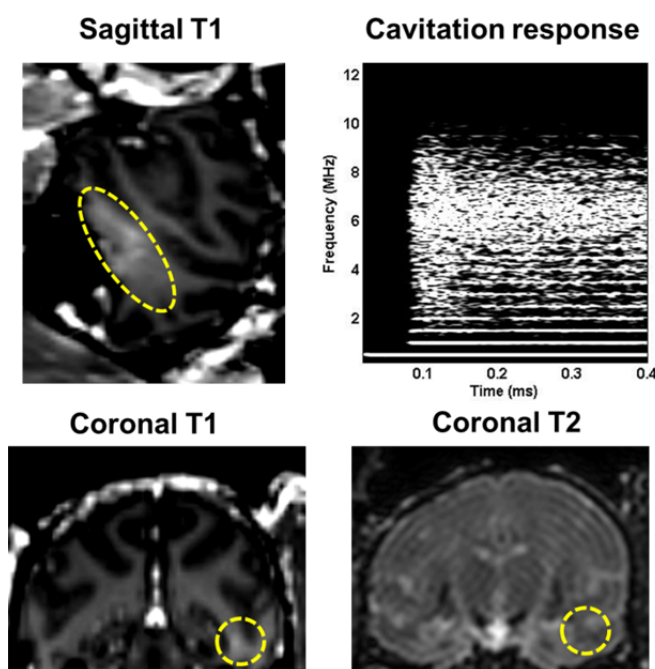 Sagittal T1
Cavitation response
Frequency (MHz)
12
10
8
6
4
2
0.1 0.2 0.3 0.4
Time (ms)
Coronal T1
Coronal T2